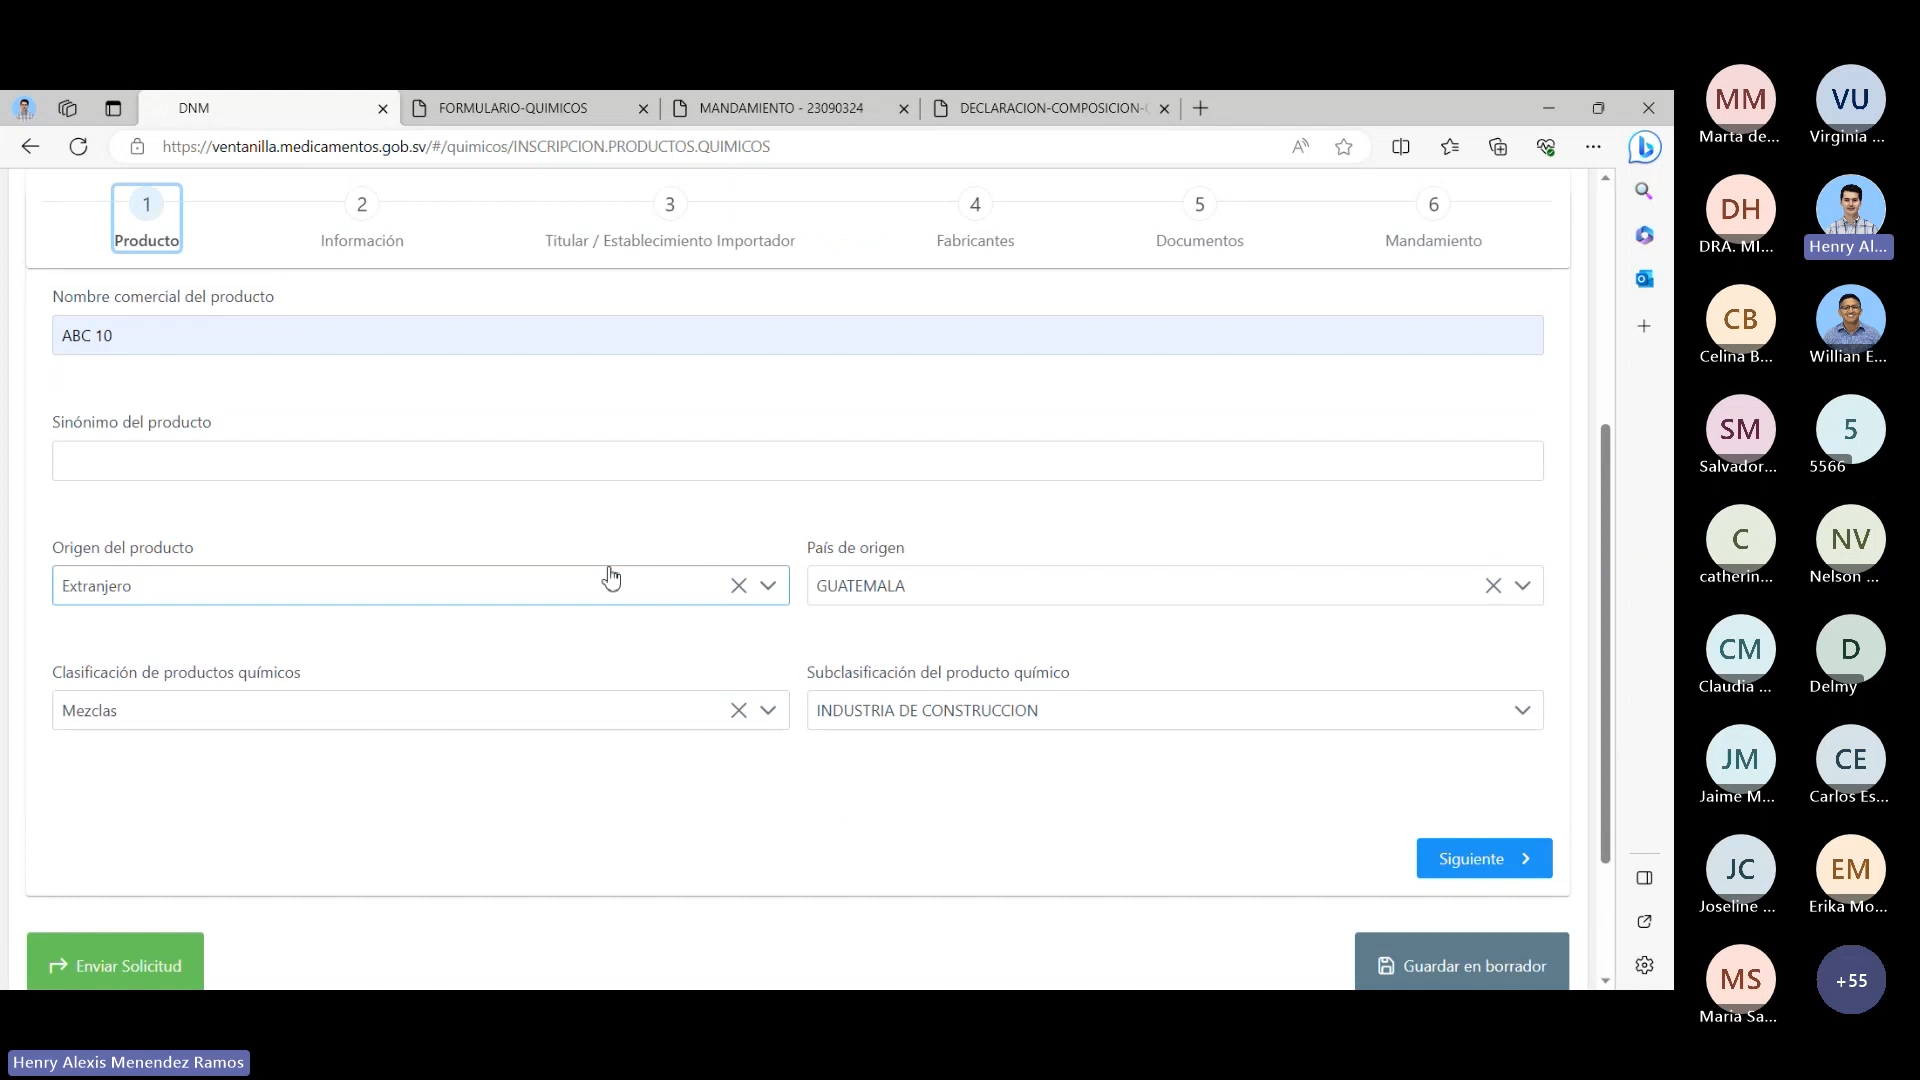 DNM
FORMULARIO-QUIMICOS
MANDAMIENTO - 23090324
DECLARACION-COMPOSICION-
https://ventanilla.medicamentos.gob.sv/#/quimicos/INSCRIPCION.PRODUCTOS.QUIMICOS
1
2
3
4
5
6
Producto
Información
Titular / Establecimiento Importador
Fabricantes
Documentos
Mandamiento
Nombre comercial del producto
ABC 10
Sinónimo del producto
Origen del producto
País de origen
Extranjero
GUATEMALA
Clasificación de productos químicos
Subclasificación del producto químico
Mezclas
INDUSTRIA DE CONSTRUCCION
Siguiente
Enviar Solicitud
Guardar en borrador
MM
VU
Marta de...
Virginia ...
DH
DRA. MI...
Henry Al...
CB
Celina B...
Willian E...
SM
5
Salvador...
5566
C
NV
catherin...
Nelson ...
CM
D
Claudia ...
Delmy
JM
CE
Jaime M...
Carlos Es...
JC
EM
Joseline ...
Erika Mo...
MS
+55
Maria Sa...
Henry Alexis Menendez Ramos